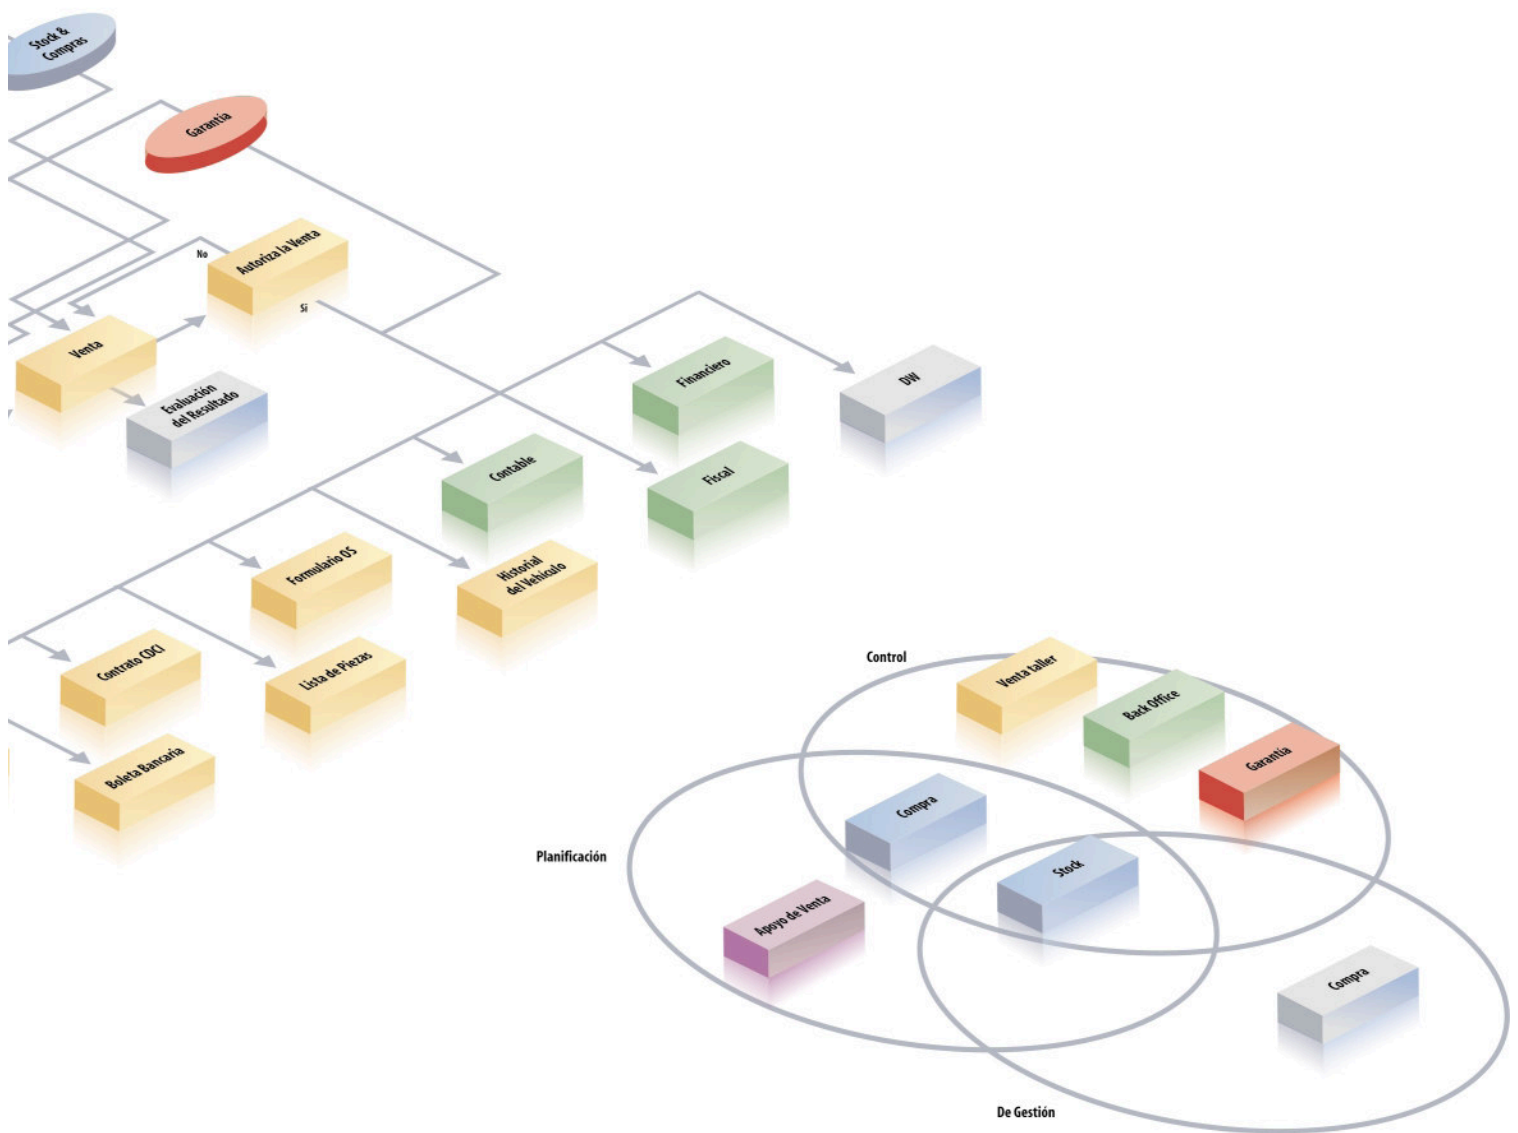 Stock &
Compras
Garantía
Autoriza la Venta
No
Si
Venta
Evaluación
del Resultado
Financiero
DW
Contable
Fiscal
Formulario OS
Historial
del Vehículo
Contrato CDCI
Lista de Piezas
Boleta Bancaria
Control
Venta taller
Back Office
Garantía
Compra
Planificación
Stock
Apoyo de Venta
Compra
De Gestión